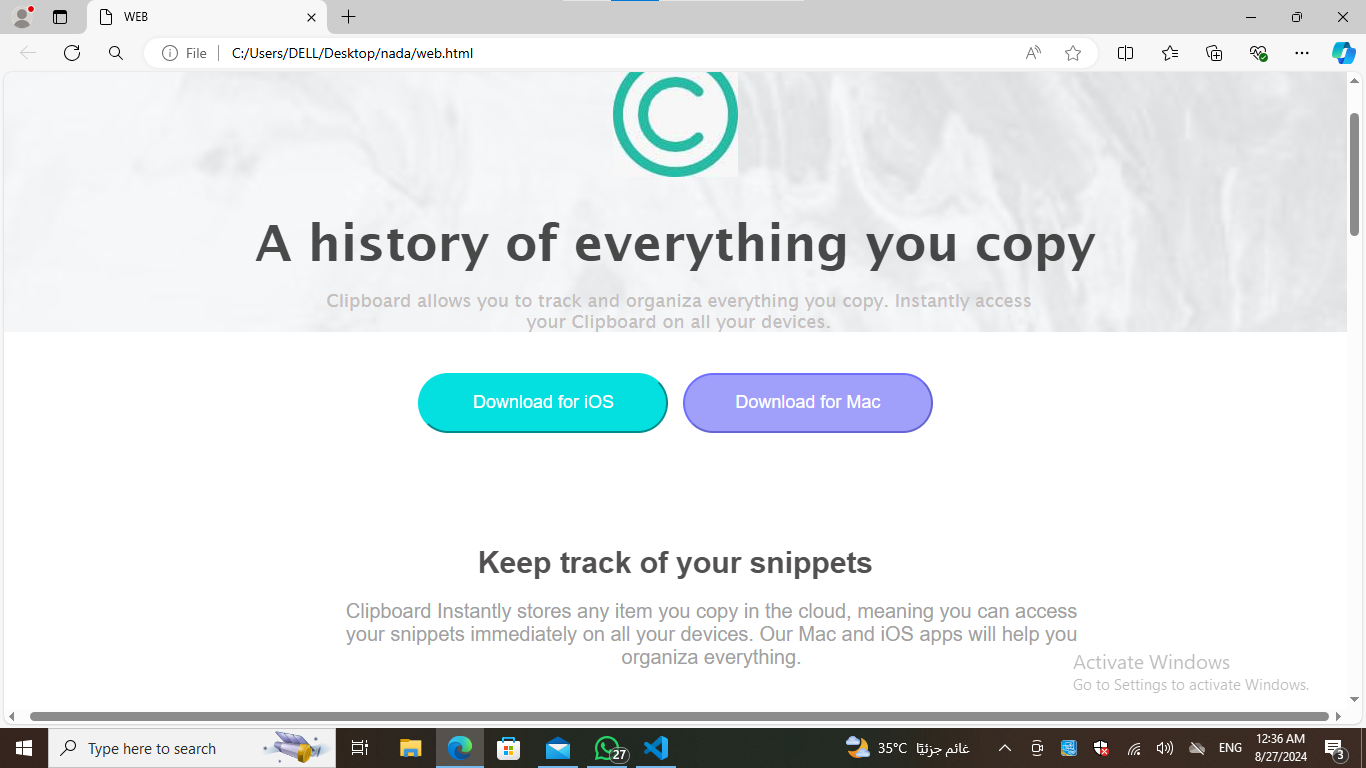 WEB
File
C:/Users/DELL/Desktop/nada/web.html
A history of everything you copy
Clipboard allows you to track and organiza everything you copy. Instantly access
your Clipboard on all your devices.
Download for iOS
Download for Mac
Keep track of your snippets
Clipboard Instantly stores any item you copy in the cloud, meaning you can access
your snippets immediately on all your devices. Our Mac and iOS apps will help you
organiza everything.
Activate Windows
Go to Settings to activate Windows.
Type here to search
27
35°C غائم جزئيًا
ENG
12:36 AM
8/27/2024
3